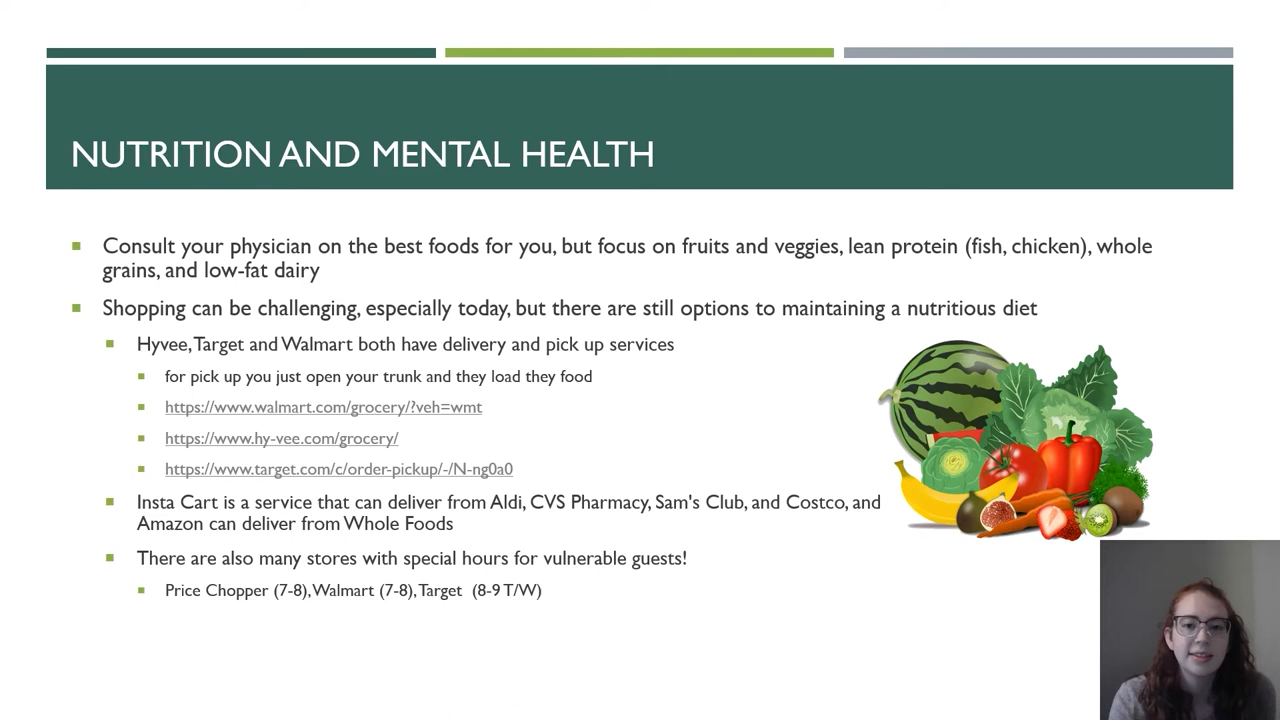 NUTRITION AND MENTAL HEALTH
Consult your physician on the best foods for you, but focus on fruits and veggies, lean protein (fish, chicken), whole
grains, and low-fat dairy
Shopping can be challenging, especially today, but there are still options to maintaining a nutritious diet
Hyvee, Target and Walmart both have delivery and pick up services
for pick up you just open your trunk and they load they food
https://www.walmart.com/grocery/?veh=wmt
https://www.hy-vee.com/grocery/
https://www.target.com/c/order-pickup/-/N-ng0a0
Insta Cart is a service that can deliver from Aldi, CVS Pharmacy, Sam's Club, and Costco, and
Amazon can deliver from Whole Foods
There are also many stores with special hours for vulnerable guests!
Price Chopper (7-8), Walmart (7-8), Target (8-9 T/W)